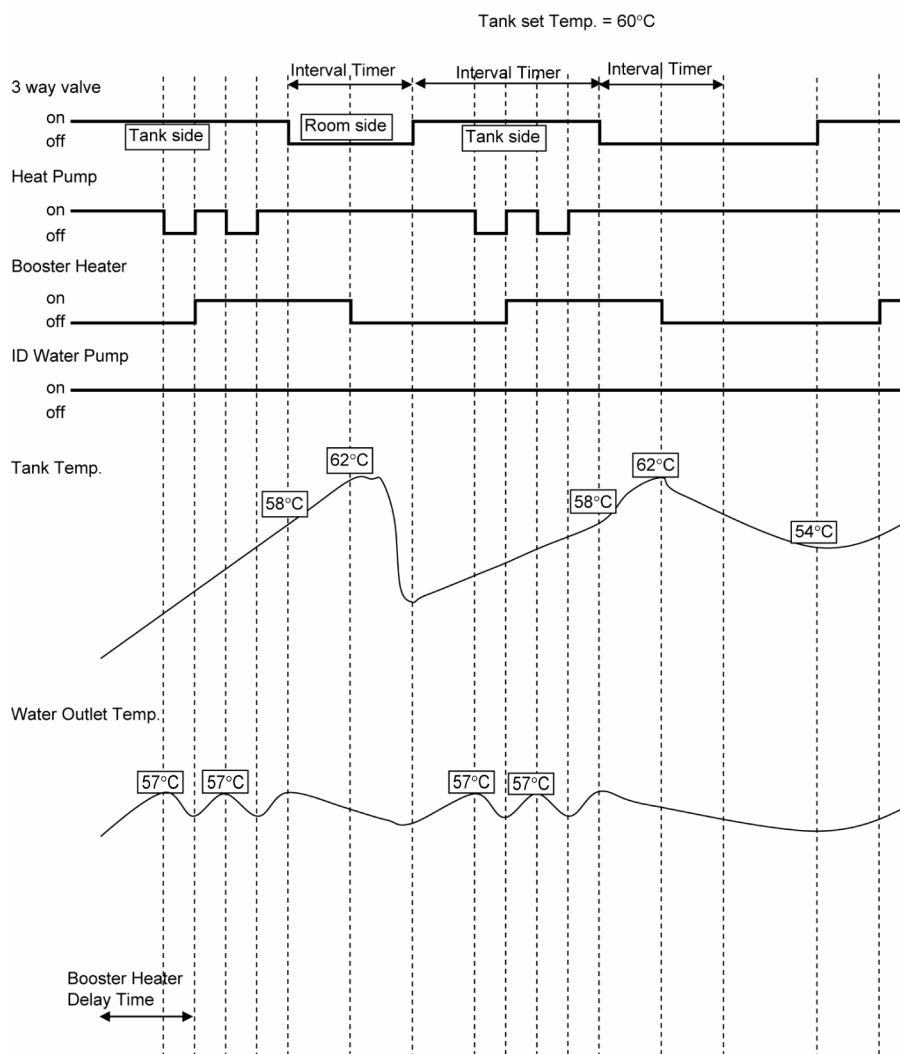 Tank set Temp. = 60°C
Interval Timer
Interval Timer
Interval Timer
3 way valve
on
off
Tank side
Room side
Tank side
Heat Pump
on
off
Booster Heater
on
off
ID Water Pump
on
off
Tank Temp.
62°C
62°C
58°C
58°C
54°C
Water Outlet Temp.
57°C
57°C
57°C
57°C
Booster Heater
Delay Time